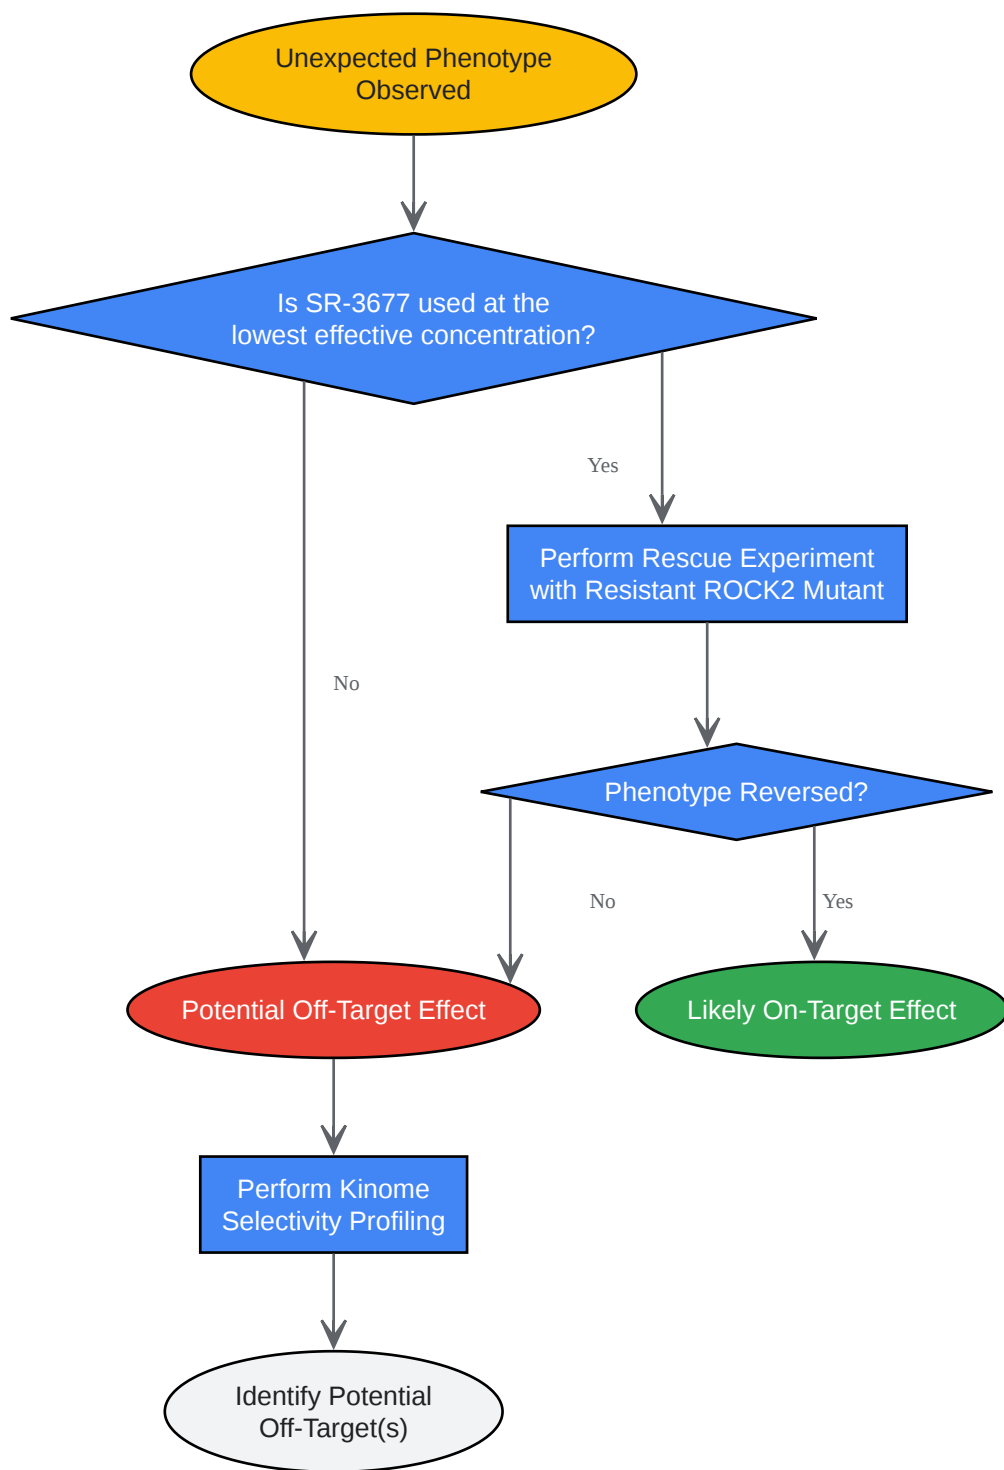 Unexpected Phenotype
Observed
Is SR-3677 used at the
lowest effective concentration?
Yes
Perform Rescue Experiment
with Resistant ROCK2 Mutant
No
Phenotype Reversed?
No
Yes
Potential Off-Target Effect
Likely On-Target Effect
Perform Kinome
Selectivity Profiling
Identify Potential
Off-Target(s)